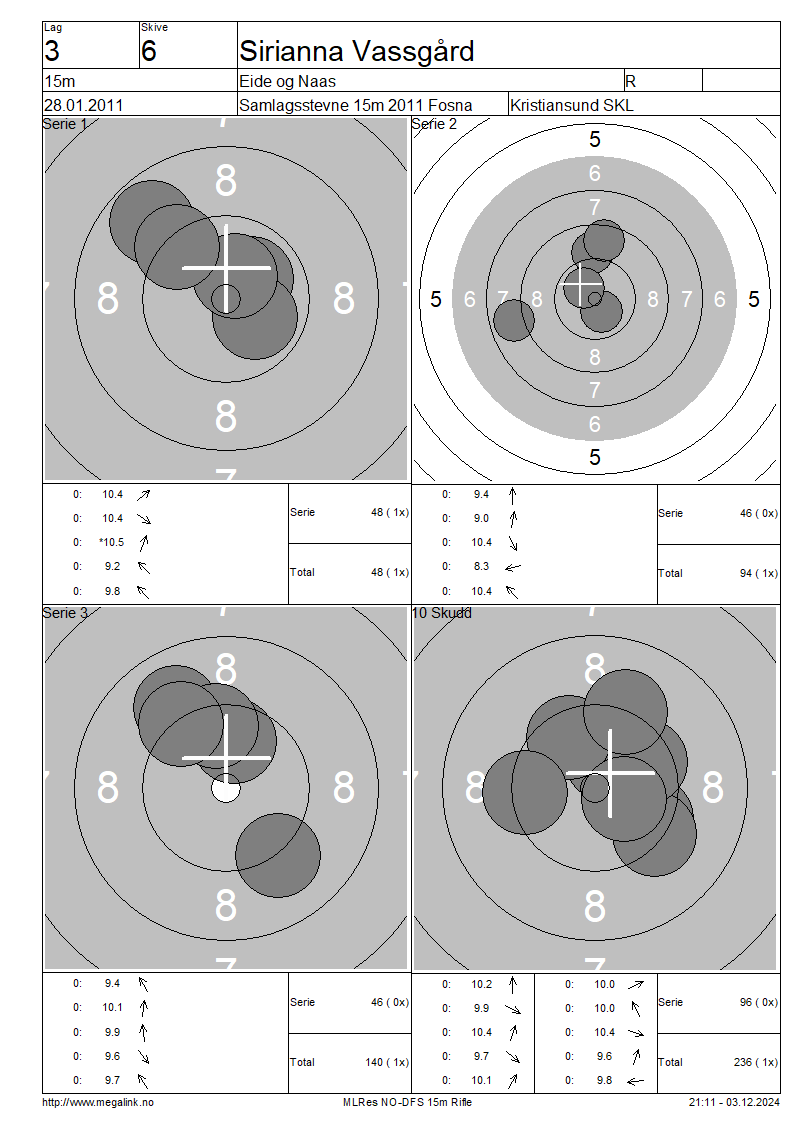 Lag Skive
3 6 Sirianna Vassgård
15m Eide og Naas R
28.01.2011 Samlagsstevne 15m 2011 Fosna Kristiansund SKL
Serie 1 Serie 2
7 5
8 6
7
8 8 5 6 7 8 8 7 6 5
8
8 7
6
7 5
0: 10.4 0: 9.4
0: 10.4 Serie 48 ( 1x) 0: 9.0 Serie 46 ( 0x)
0: *10.5 0: 10.4
0: 9.2 Total 48 ( 1x) 0: 8.3 Total 94 ( 1x)
0: 9.8 0: 10.4
Serie 3 10 Skudd
8 8
8 8 8 8
8 8
7 7
0: 9.4 0: 10.2 0: 10.0
0: 10.1 Serie 46 ( 0x) 0: 9.9 0: 10.0 Serie 96 ( 0x)
0: 9.9 0: 10.4 0: 10.4
0: 9.6 Total 140 ( 1x) 0: 9.7 0: 9.6 Total 236 ( 1x)
0: 9.7 0: 10.1 0: 9.8
http://www.megalink.no MLRes NO-DFS 15m Rifle 21:11 - 03.12.2024